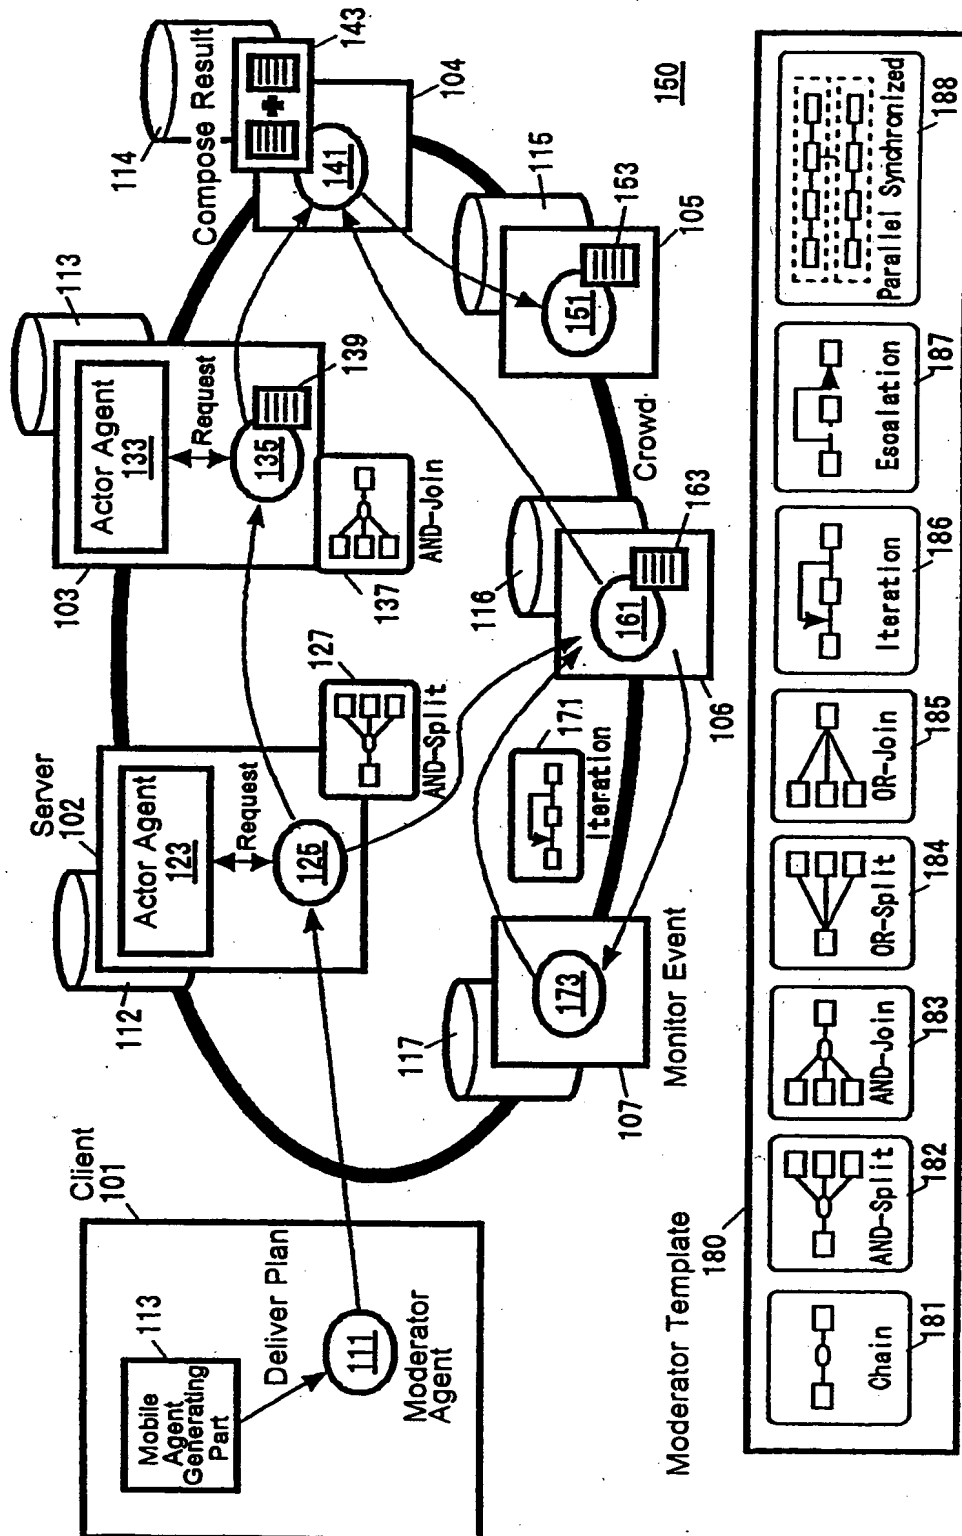 Client
101
Mobile
Agent
Generating
Part
113
Deliver Plan
111
Moderator
Agent
Server
102
112
Actor Agent
123
Request
125
127
AND-Split
103
113
Actor Agent
133
Request
135
139
137
AND-Join
114
Compose Result
143
141
104
150
115
151
153
105
Crowd
116
161
163
106
171
Iteration
117
173
107
Monitor Event
Moderator Template
180
Chain
181
AND-Split
182
AND-Join
183
OR-Split
184
OR-Join
185
Iteration
186
Esoalation
187
Parallel Synchronized
188